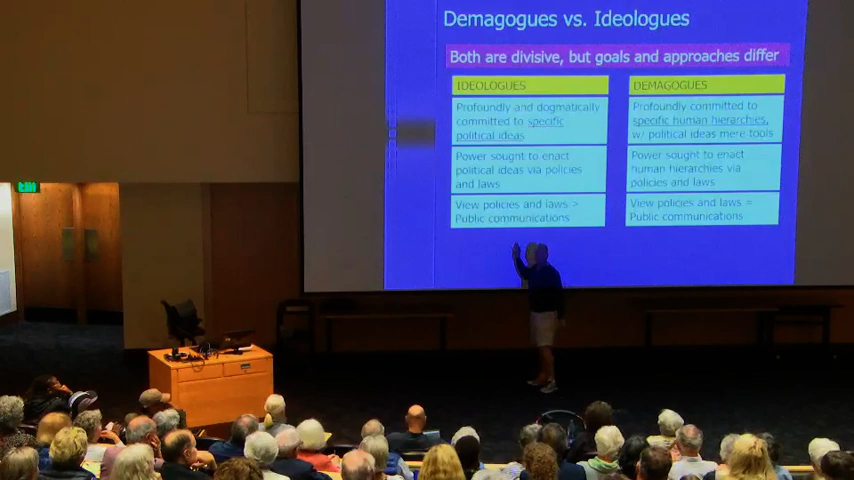 Demagogues vs. Ideologues
Both are divisive, but goals and approaches differ
IDEOLOGUES
Profoundly and dogmatically
committed to specific
political ideas
Power sought to enact
political ideas via policies
and laws
View policies and laws >
Public communications
DEMAGOGUES
Profoundly committed to
specific human hierarchies,
w/ political ideas mere tools
Power sought to enact
human hierarchies via
policies and laws
View policies and laws =
Public communications